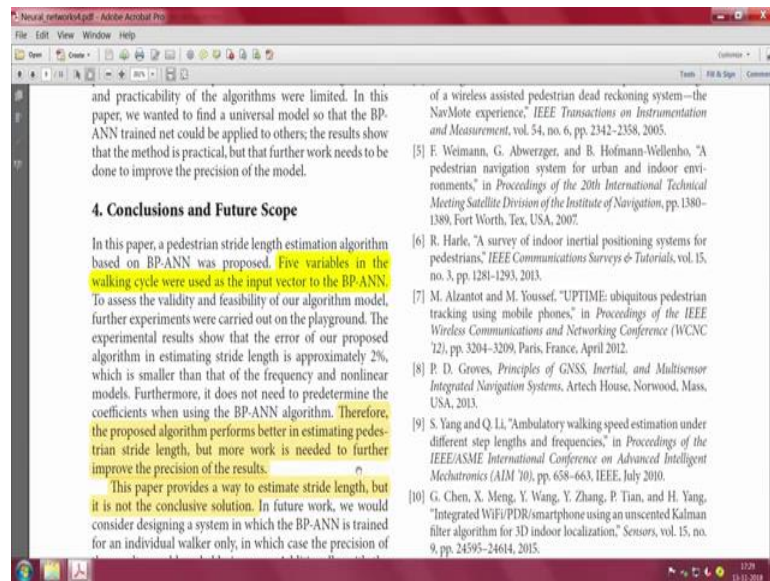 Neural_networks4.pdf - Adobe Acrobat Pro
File Edit View Window Help
Open Create Customize
Tools Fill & Sign Comment
and practicability of the algorithms were limited. In this
paper, we wanted to find a universal model so that the BP-
ANN trained net could be applied to others; the results show
that the method is practical, but that further work needs to be
done to improve the precision of the model.
4. Conclusions and Future Scope
In this paper, a pedestrian stride length estimation algorithm
based on BP-ANN was proposed. Five variables in the
walking cycle were used as the input vector to the BP-ANN.
To assess the validity and feasibility of our algorithm model,
further experiments were carried out on the playground. The
experimental results show that the error of our proposed
algorithm in estimating stride length is approximately 2%,
which is smaller than that of the frequency and nonlinear
models. Furthermore, it does not need to predetermine the
coefficients when using the BP-ANN algorithm. Therefore,
the proposed algorithm performs better in estimating pedes-
trian stride length, but more work is needed to further
improve the precision of the results.
This paper provides a way to estimate stride length, but
it is not the conclusive solution. In future work, we would
consider designing a system in which the BP-ANN is trained
for an individual walker only, in which case the precision of
of a wireless assisted pedestrian dead reckoning system—the
NavMote experience," IEEE Transactions on Instrumentation
and Measurement, vol. 54, no. 6, pp. 2342–2358, 2005.
[5] F. Weimann, G. Abwerzger, and B. Hofmann-Wellenho, "A
pedestrian navigation system for urban and indoor envi-
ronments," in Proceedings of the 20th International Technical
Meeting Satellite Division of the Institute of Navigation, pp. 1380–
1389, Fort Worth, Tex, USA, 2007.
[6] R. Harle, "A survey of indoor inertial positioning systems for
pedestrians," IEEE Communications Surveys & Tutorials, vol. 15,
no. 3, pp. 1281–1293, 2013.
[7] M. Alzantot and M. Youssef, "UPTIME: ubiquitous pedestrian
tracking using mobile phones," in Proceedings of the IEEE
Wireless Communications and Networking Conference (WCNC
'12), pp. 3204–3209, Paris, France, April 2012.
[8] P. D. Groves, Principles of GNSS, Inertial, and Multisensor
Integrated Navigation Systems, Artech House, Norwood, Mass,
USA, 2013.
[9] S. Yang and Q. Li, "Ambulatory walking speed estimation under
different step lengths and frequencies," in Proceedings of the
IEEE/ASME International Conference on Advanced Intelligent
Mechatronics (AIM '10), pp. 658–663, IEEE, July 2010.
[10] G. Chen, X. Meng, Y. Wang, Y. Zhang, P. Tian, and H. Yang,
"Integrated WiFi/PDR/smartphone using an unscented Kalman
filter algorithm for 3D indoor localization," Sensors, vol. 15, no.
9, pp. 24595–24614, 2015.
17:29
13-11-2018